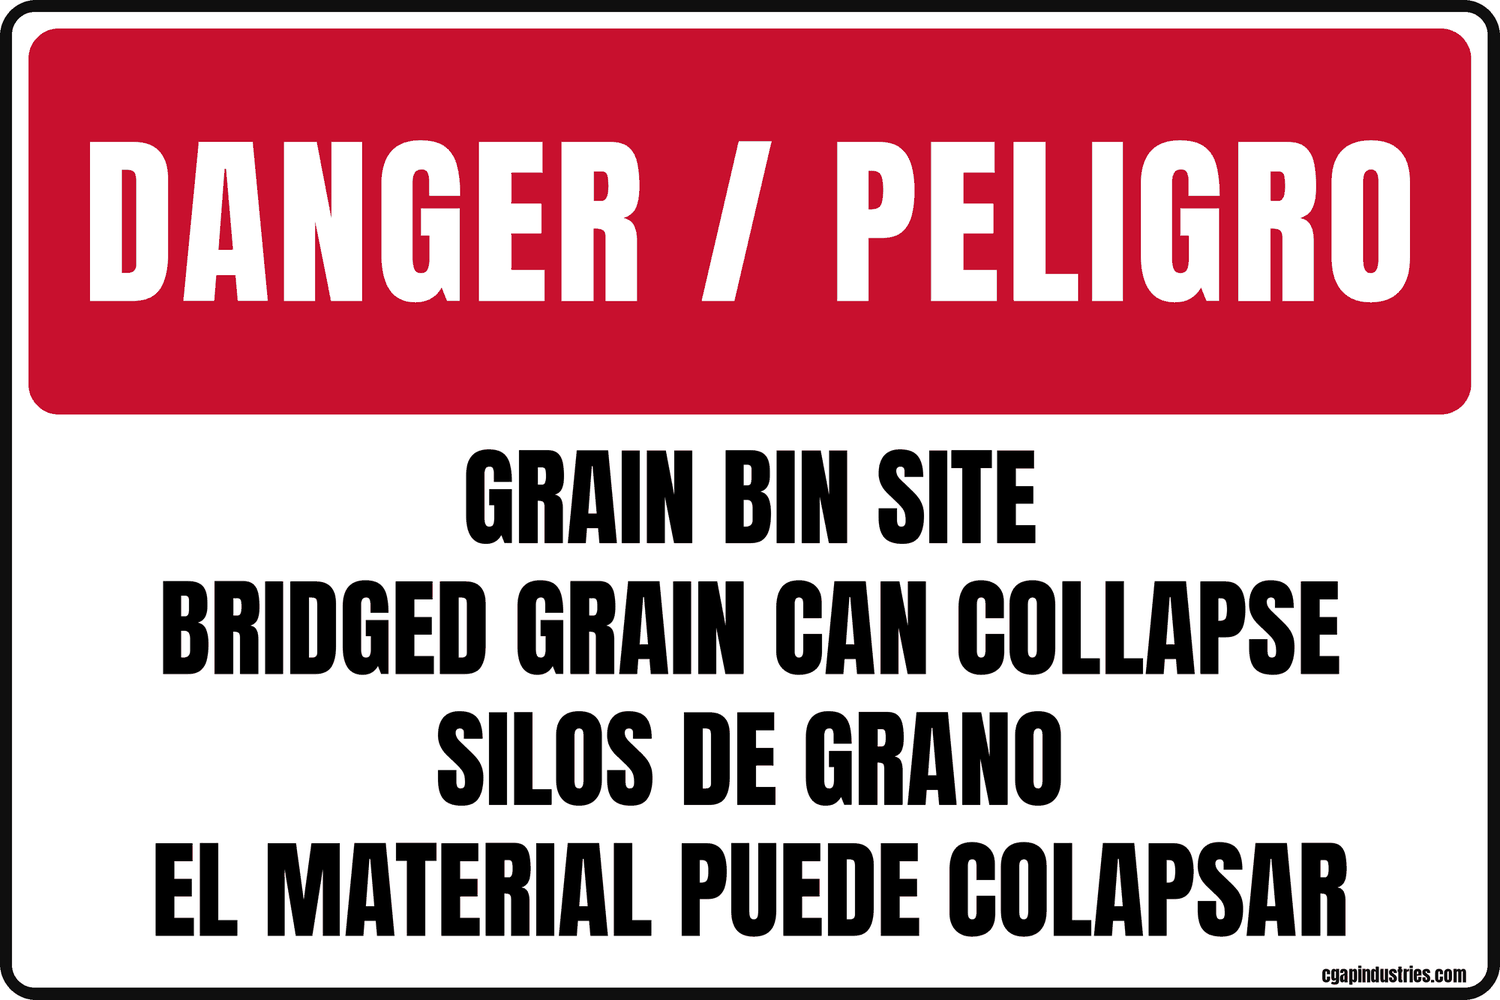 DANGER / PELIGRO
GRAIN BIN SITE
BRIDGED GRAIN CAN COLLAPSE
SILOS DE GRANO
EL MATERIAL PUEDE COLAPSAR
cgapindustries.com